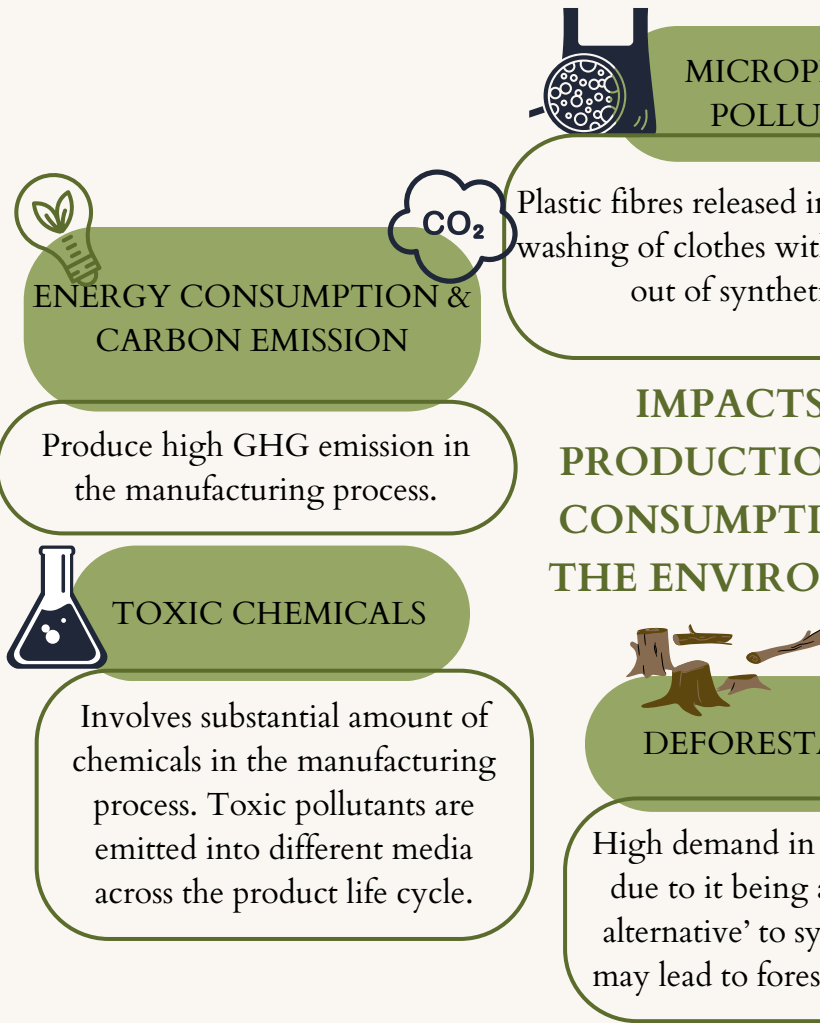 MICROP
POLLU
Plastic fibres released i
washing of clothes wit
out of synthet
CO₂
ENERGY CONSUMPTION &
CARBON EMISSION
Produce high GHG emission in
the manufacturing process.
IMPACTS
PRODUCTIO
CONSUMPTI
THE ENVIRO
TOXIC CHEMICALS
Involves substantial amount of
chemicals in the manufacturing
process. Toxic pollutants are
emitted into different media
across the product life cycle.
DEFOREST
High demand in
due to it being a
alternative’ to sy
may lead to fores